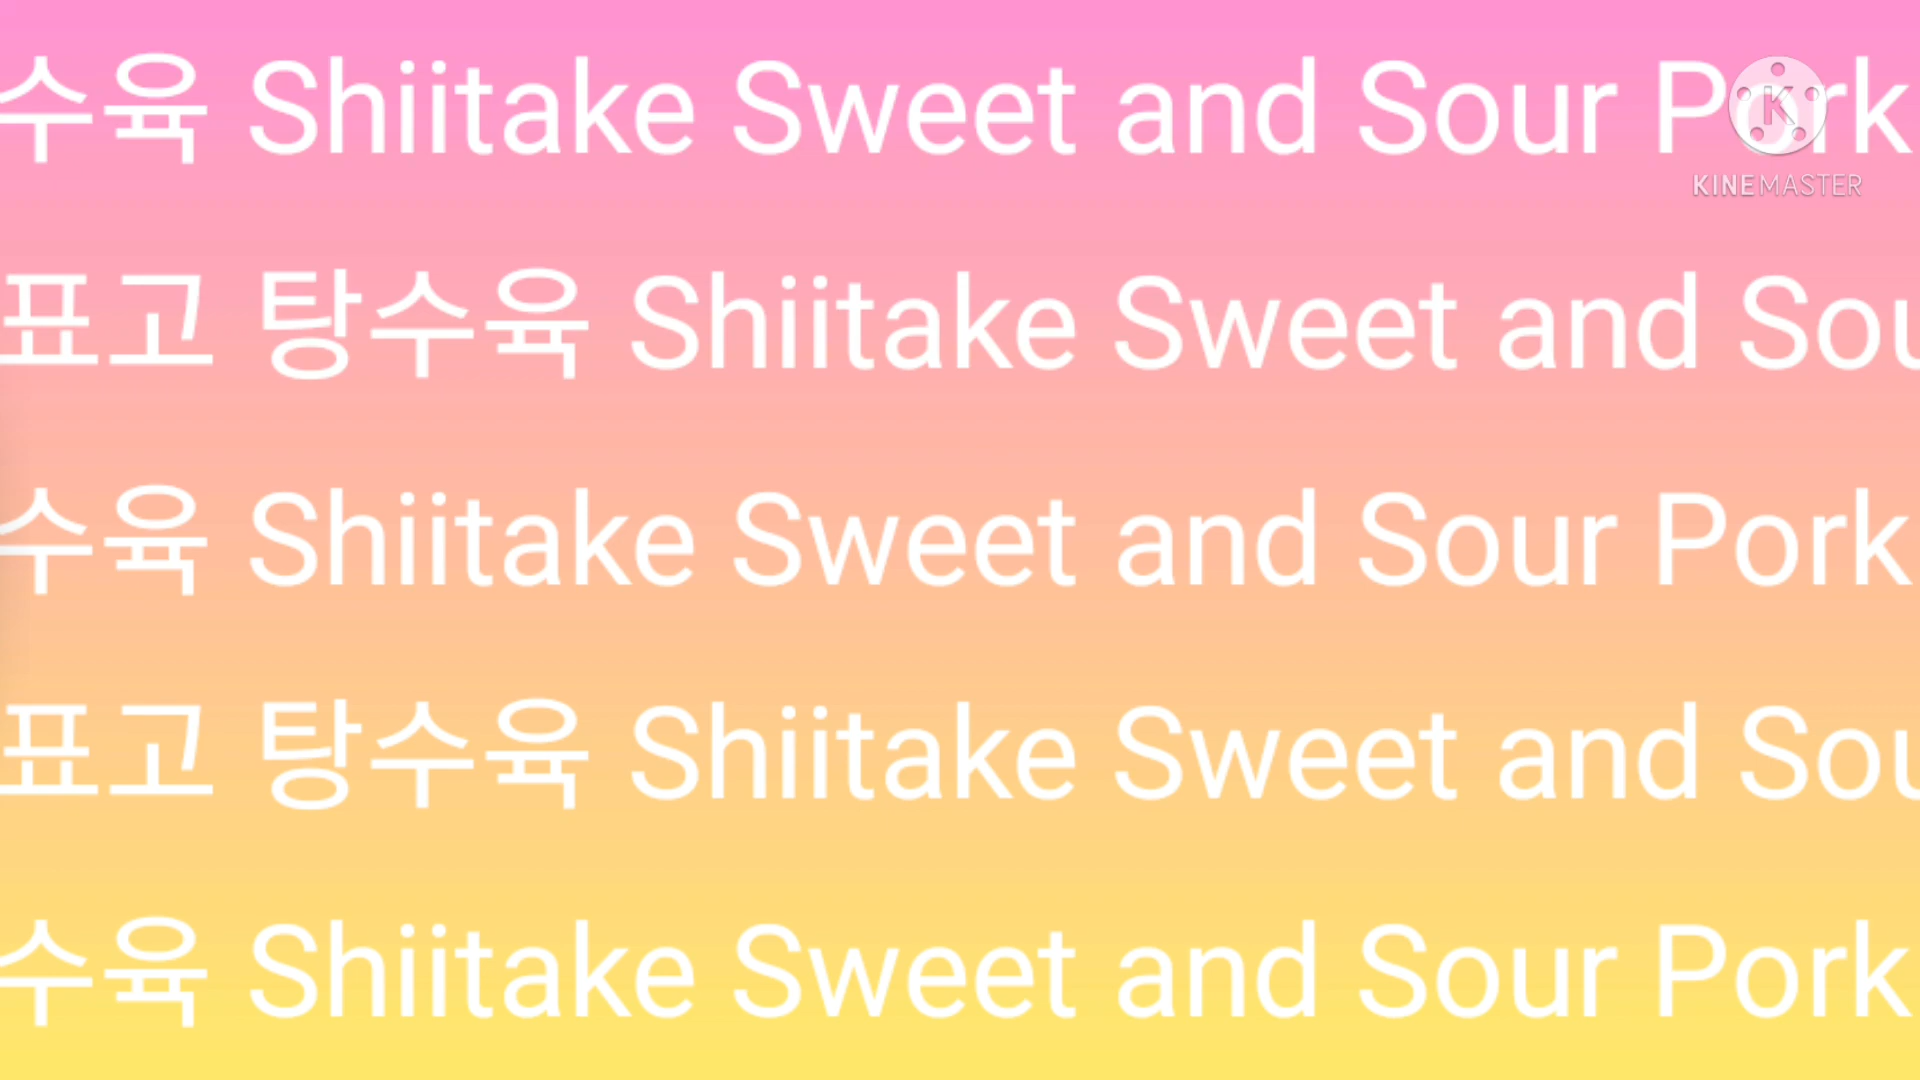 수육 Shiitake Sweet and Sour Pork
KINEMASTER
표고 탕수육 Shiitake Sweet and Sou
수육 Shiitake Sweet and Sour Pork
표고 탕수육 Shiitake Sweet and Sou
수육 Shiitake Sweet and Sour Pork